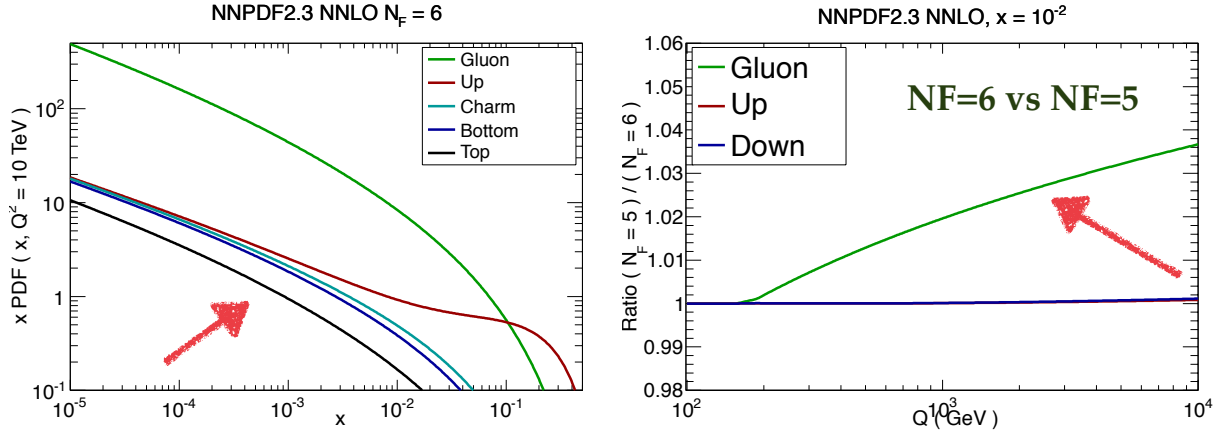 NNPDF2.3 NNLO N_F = 6
x PDF ( x, Q² = 10 TeV )
10²
10
1
10⁻¹
Gluon
Up
Charm
Bottom
Top
10⁻⁵
10⁻⁴
10⁻³
10⁻²
10⁻¹
x
NNPDF2.3 NNLO, x = 10⁻²
Ratio ( N_F = 5 ) / ( N_F = 6 )
1.06
1.05
1.04
1.03
1.02
1.01
1
0.99
0.98
Gluon
Up
Down
NF=6 vs NF=5
10²
10³
10⁴
Q ( GeV )